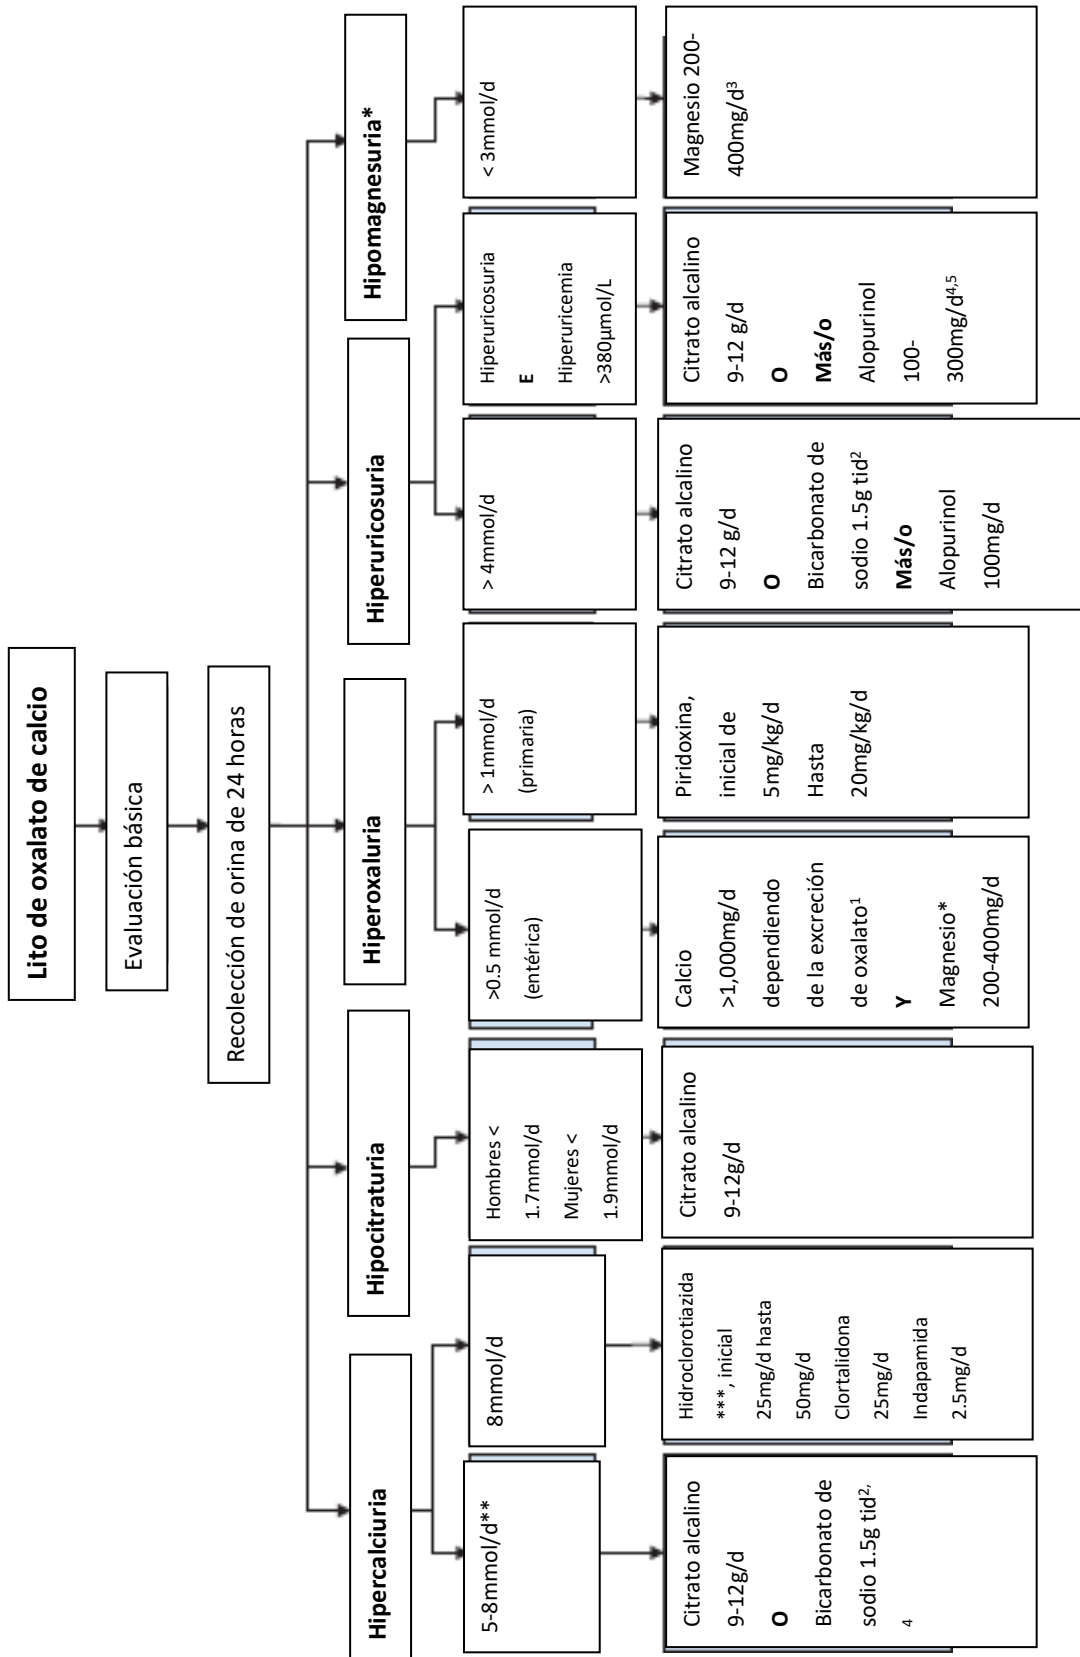 Lito de oxalato de calcio
Evaluación básica
Recolección de orina de 24 horas
Hipercalciuria
Hipocitraturia
Hiperoxaluria
Hiperuricosuria
Hipomagnesuria*
5-8mmol/d**
8mmol/d
Hombres <
1.7mmol/d
Mujeres <
1.9mmol/d
>0.5 mmol/d
(entérica)
> 1mmol/d
(primaria)
> 4mmol/d
Hiperuricosuria
E
Hiperuricemia
>380µmol/L
< 3mmol/d
Citrato alcalino
9-12g/d
O
Bicarbonato de
sodio 1.5g tid2,
4
Hidroclorotiazida
***, inicial
25mg/d hasta
50mg/d
Clortalidona
25mg/d
Indapamida
2.5mg/d
Citrato alcalino
9-12g/d
Calcio
>1,000mg/d
dependiendo
de la excreción
de oxalato1
Y
Magnesio*
200-400mg/d
Piridoxina,
inicial de
5mg/kg/d
Hasta
20mg/kg/d
Citrato alcalino
9-12 g/d
O
Bicarbonato de
sodio 1.5g tid2
Más/o
Alopurinol
100mg/d
Citrato alcalino
9-12 g/d
O
Más/o
Alopurinol
100-
300mg/d4,5
Magnesio 200-
400mg/d3